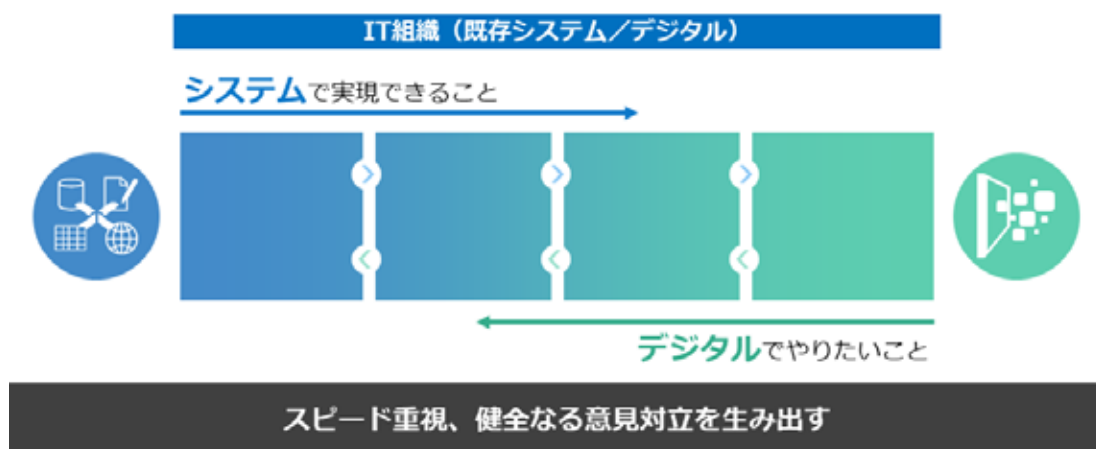 IT組織（既存システム／デジタル）
システムで実現できること
デジタルでやりたいこと
スピード重視、健全なる意見対立を生み出す